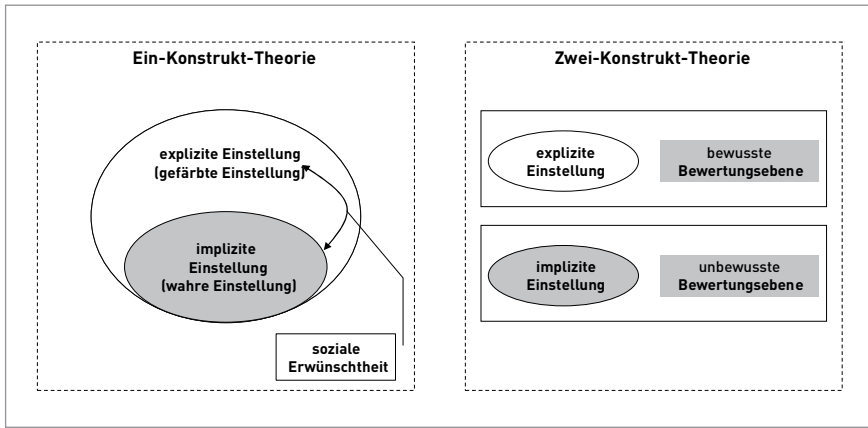 Ein-Konstrukt-Theorie
explizite Einstellung
(gefärbte Einstellung)
implizite
Einstellung
(wahre Einstellung)
soziale
Erwünschtheit
Zwei-Konstrukt-Theorie
explizite
Einstellung
bewusste
Bewertungsebene
implizite
Einstellung
unbewusste
Bewertungsebene